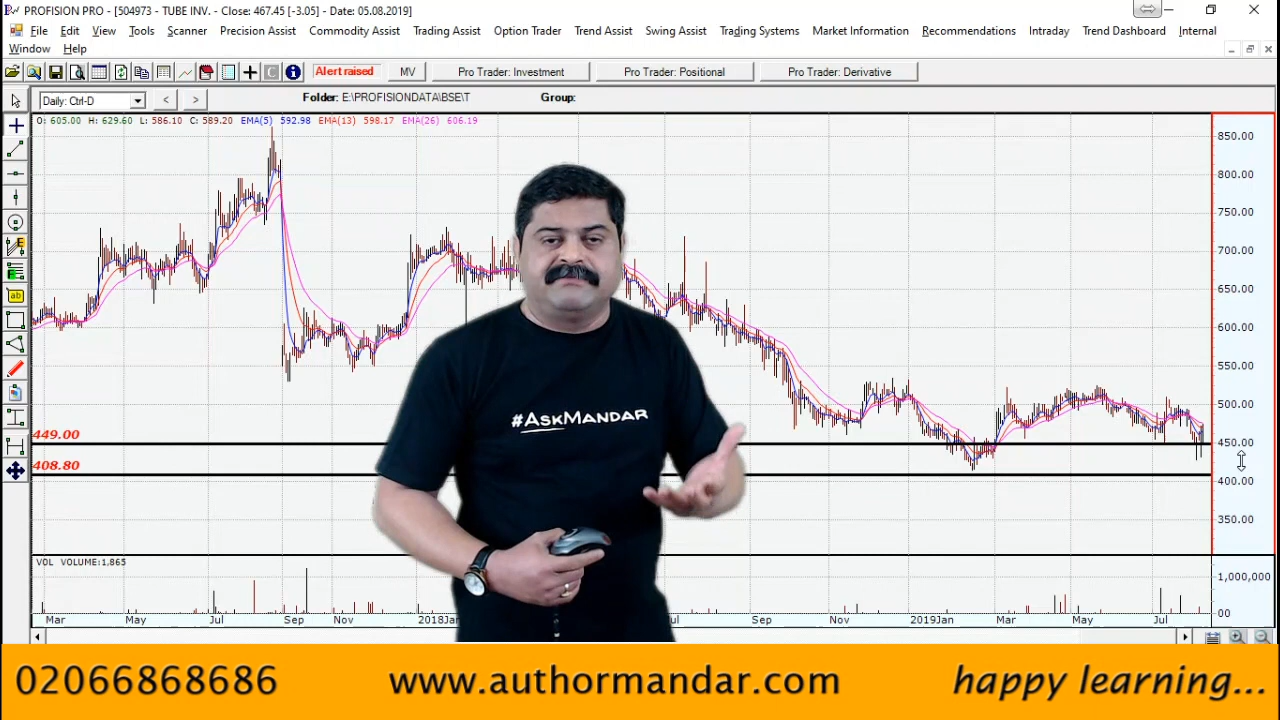 PROFISION PRO - [504973 - TUBE INV. - Close: 467.45 [-3.05] - Date: 05.08.2019]
File Edit View Tools Scanner Precision Assist Commodity Assist Trading Assist Option Trader Trend Assist Swing Assist Trading Systems Market Information Recommendations Intraday Trend Dashboard Internal
Window Help
Alert raised MV Pro Trader: Investment Pro Trader: Positional Pro Trader: Derivative
Daily: Ctrl-D < > Folder: E:\PROFISIONDATA\BSE\T Group:
O: 605.00 H: 629.60 L: 586.10 C: 589.20 EMA(5) 592.98 EMA(13) 598.17 EMA(26) 606.19
850.00
800.00
750.00
700.00
650.00
600.00
550.00
500.00
450.00
400.00
350.00
449.00
408.80
#AskMandar
VOL VOLUME:1,865
1,000,000
00
Mar May Jul Sep Nov 2018Jan Jul Sep Nov 2019Jan Mar May Jul
02066868686 www.authormandar.com happy learning...